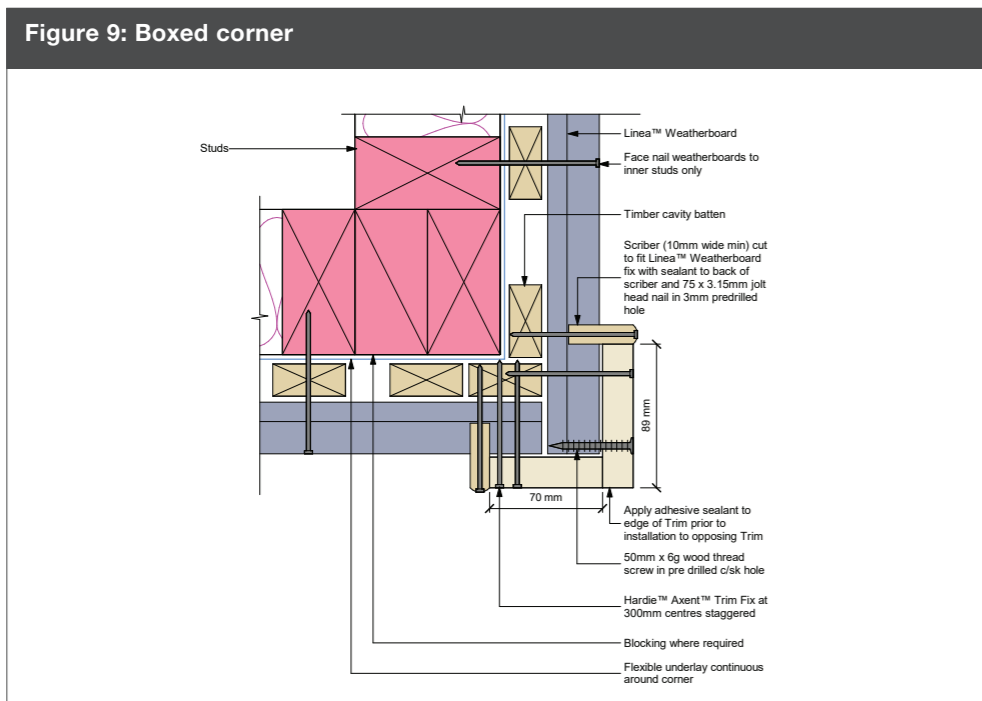 Figure 9: Boxed corner
Studs
Linea™ Weatherboard
Face nail weatherboards to
inner studs only
Timber cavity batten
Scriber (10mm wide min) cut
to fit Linea™ Weatherboard
fix with sealant to back of
scriber and 75 x 3.15mm jolt
head nail in 3mm predrilled
hole
89 mm
70 mm
Apply adhesive sealant to
edge of Trim prior to
installation to opposing Trim
50mm x 6g wood thread
screw in pre drilled c/sk hole
Hardie™ Axent™ Trim Fix at
300mm centres staggered
Blocking where required
Flexible underlay continuous
around corner